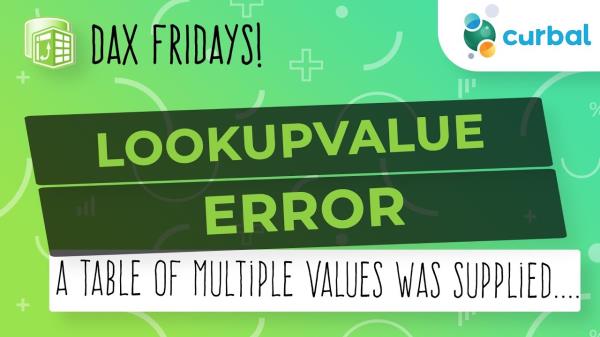 DAX FRIDAYS!
curbal
LOOKUPVALUE
ERROR
A TABLE OF MULTIPLE VALUES WAS SUPPLIED....